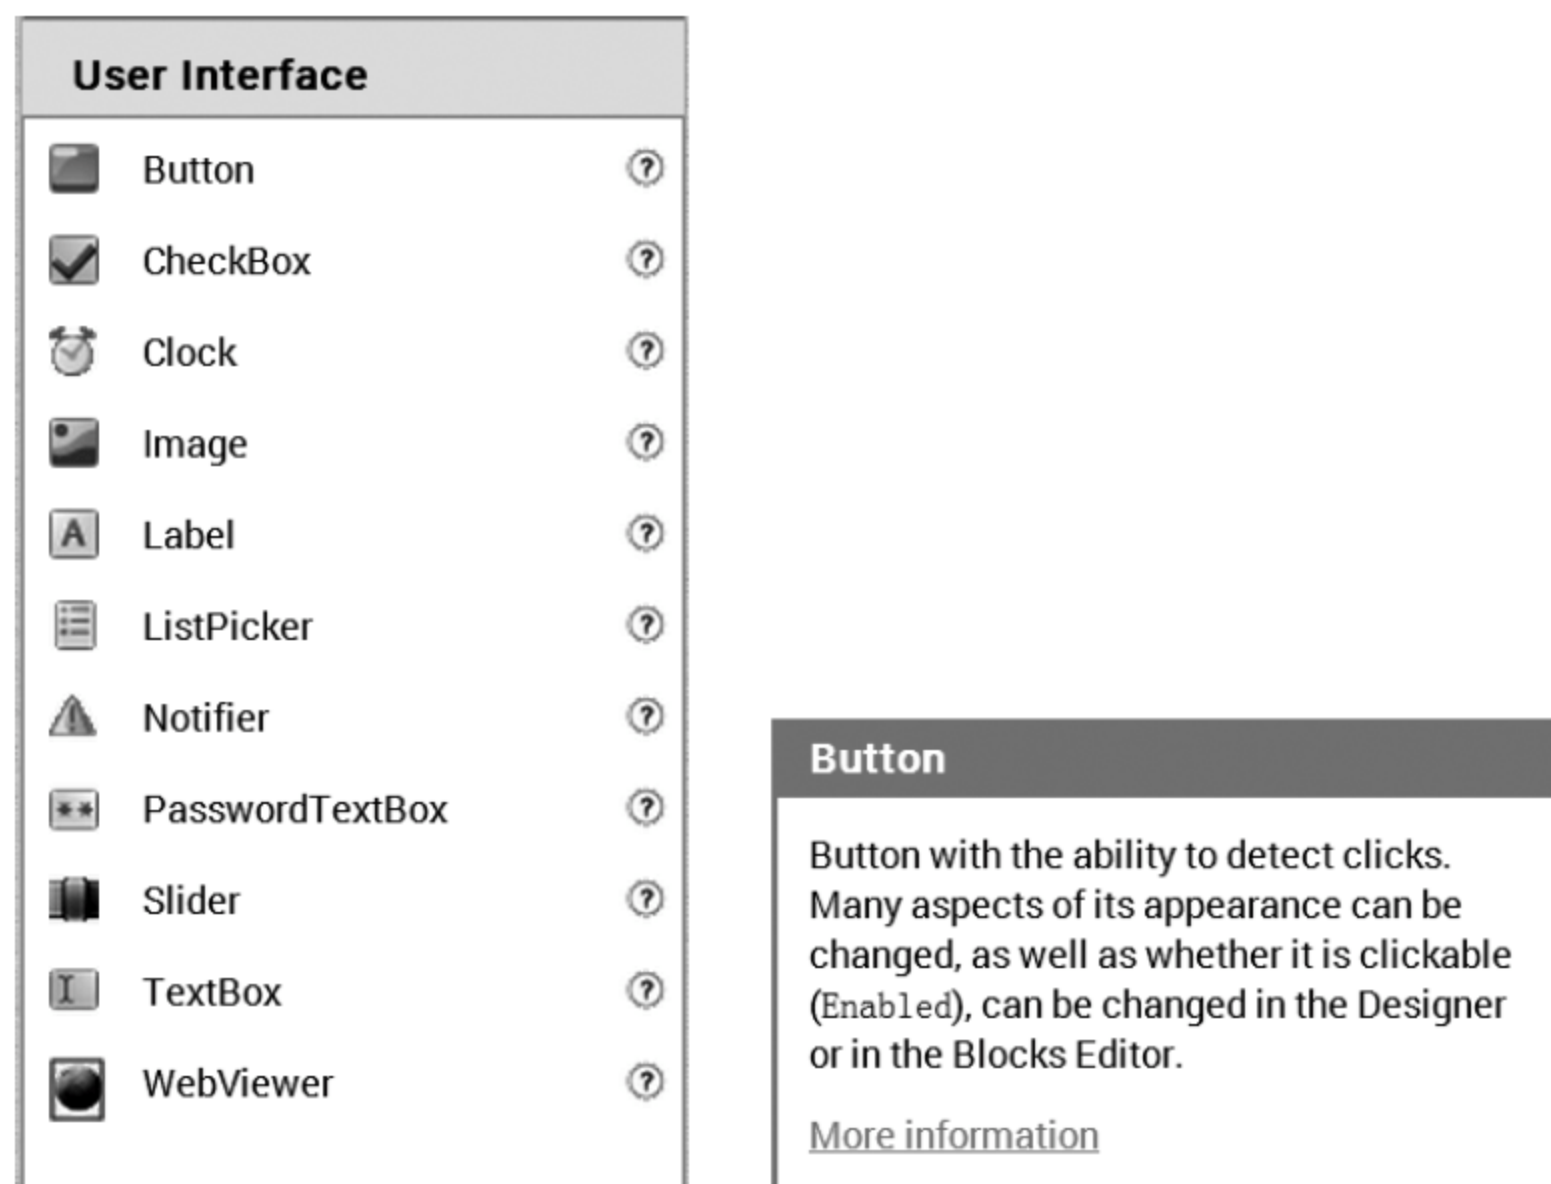 User Interface
Button ?
CheckBox ?
Clock ?
Image ?
A Label ?
ListPicker ?
Notifier ?
** PasswordTextBox ?
Slider ?
TextBox ?
WebViewer ?
Button
Button with the ability to detect clicks.
Many aspects of its appearance can be
changed, as well as whether it is clickable
(Enabled), can be changed in the Designer
or in the Blocks Editor.
More information